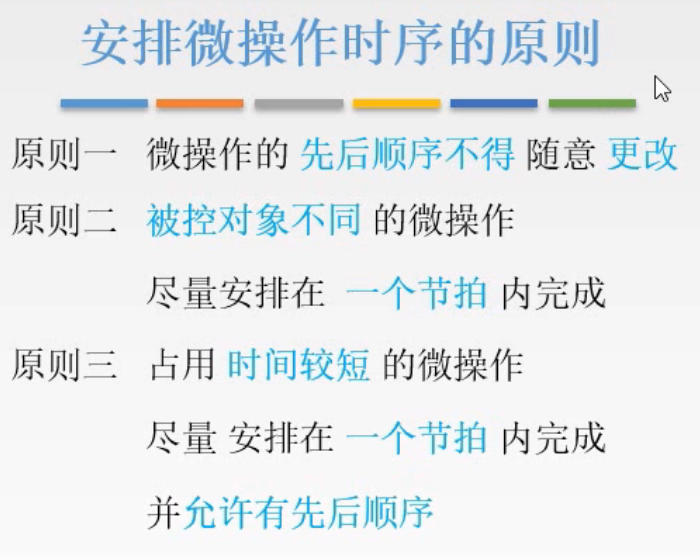 安排微操作时序的原则
原则一 微操作的 先后顺序不得 随意 更改
原则二 被控对象不同 的微操作
尽量安排在 一个节拍 内完成
原则三 占用 时间较短 的微操作
尽量 安排在 一个节拍 内完成
并允许有先后顺序